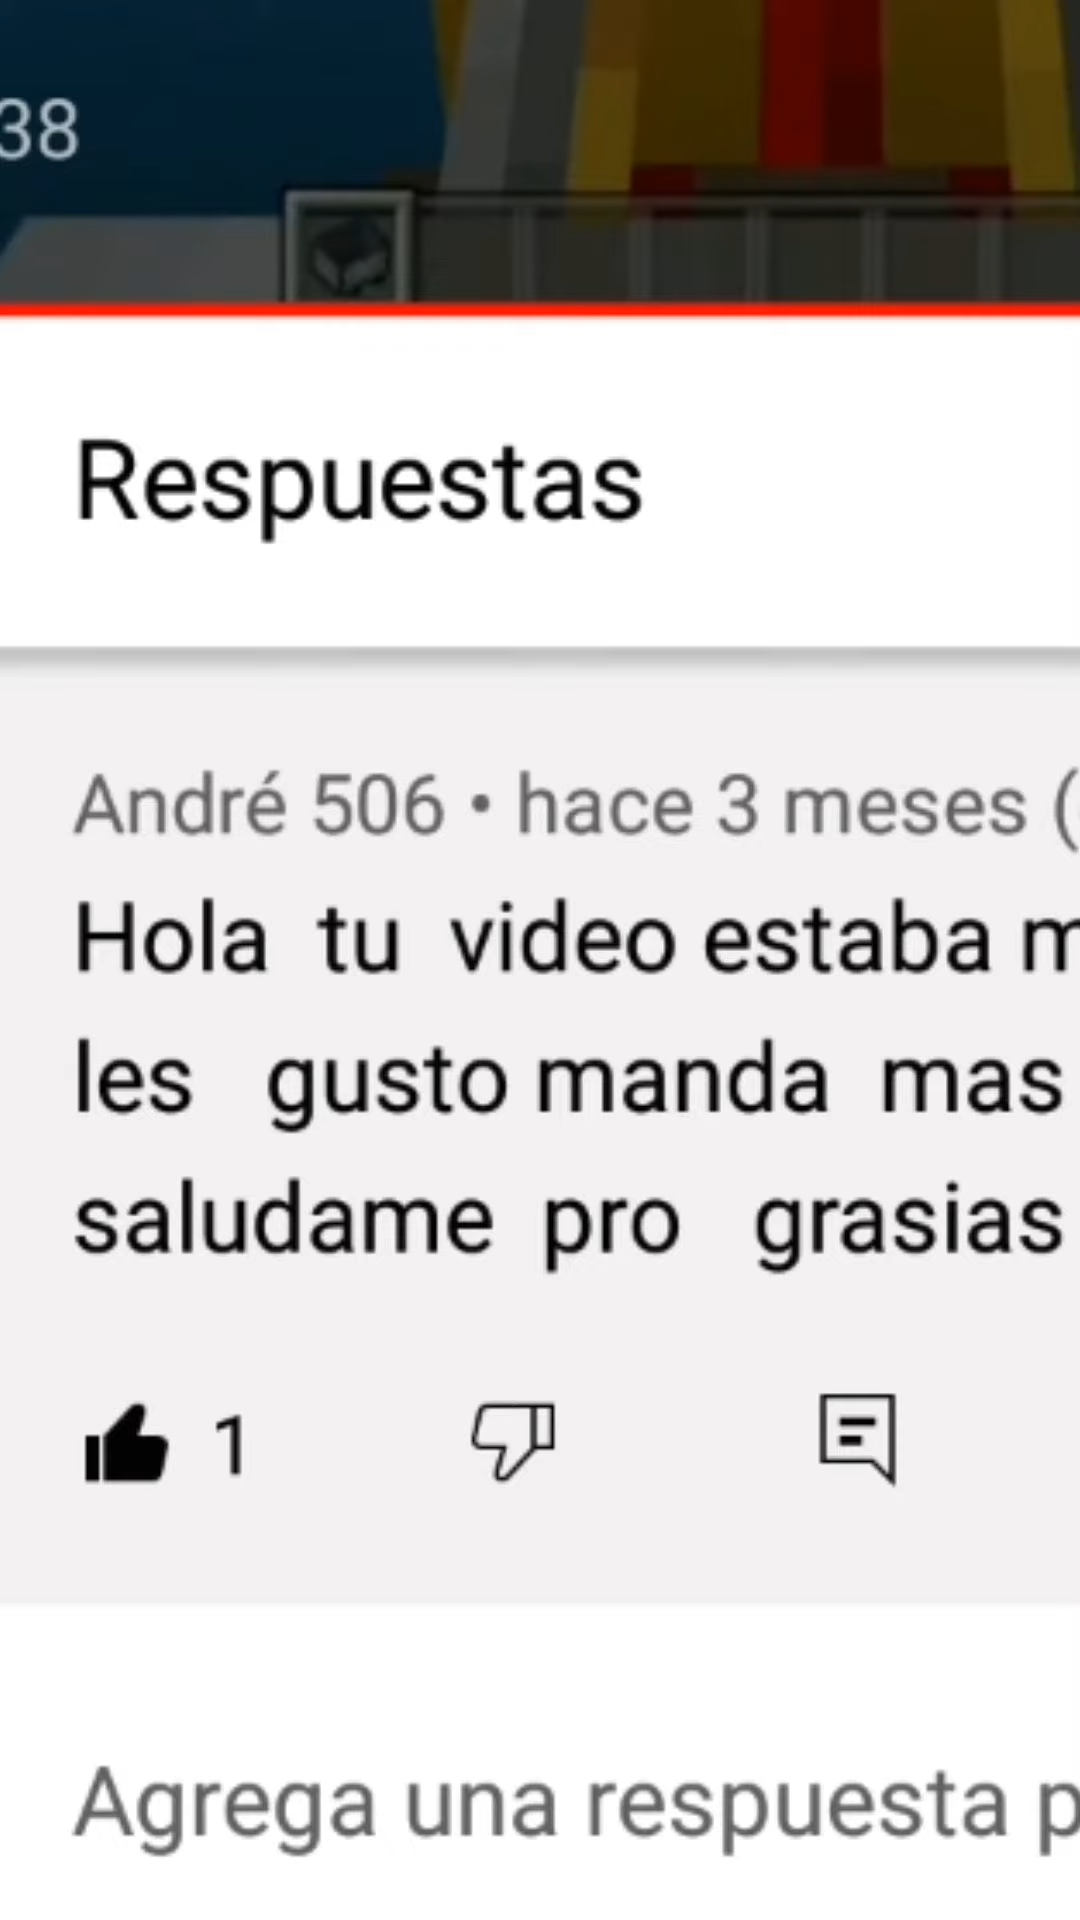 38
Respuestas
André 506 • hace 3 meses (
Hola tu video estaba
les gusto manda mas
saludame pro grasias
1
Agrega una respuesta